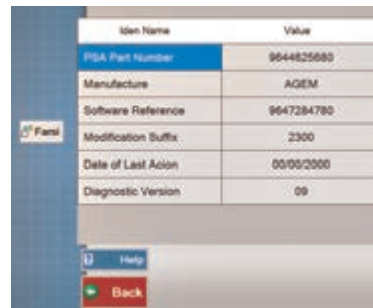 Iden Name Value
PSA Part Number 9644625680
Manufacture AGEM
Software Reference 9647284780
Fami
Modification Suffix 2300
Date of Last Acion 00/00/2000
Diagnostic Version 09
Help
Back